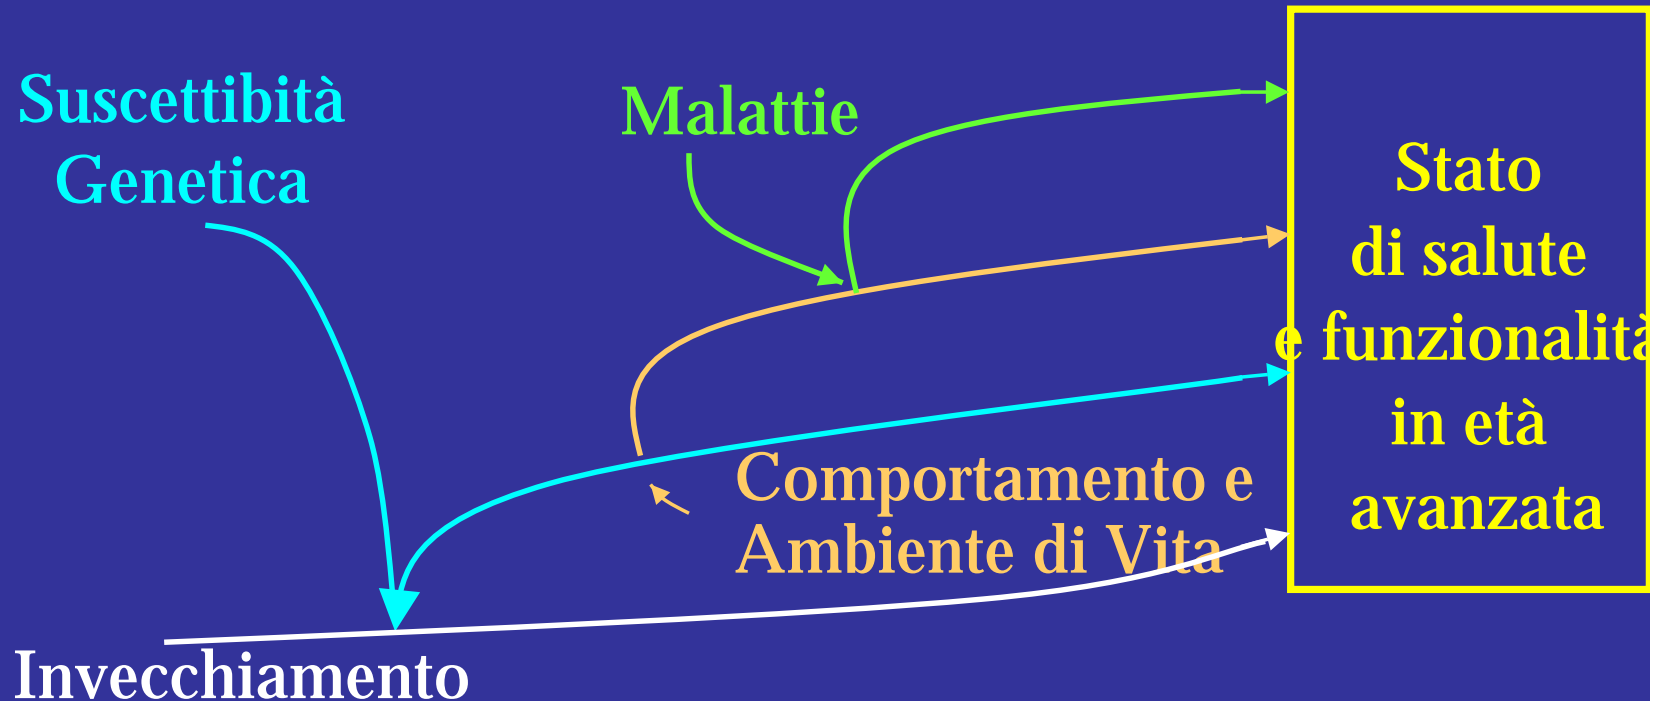 Suscettibità
Genetica
Malattie
Stato
di salute
e funzionalità
in età
avanzata
Comportamento e
Ambiente di Vita
Invecchiamento